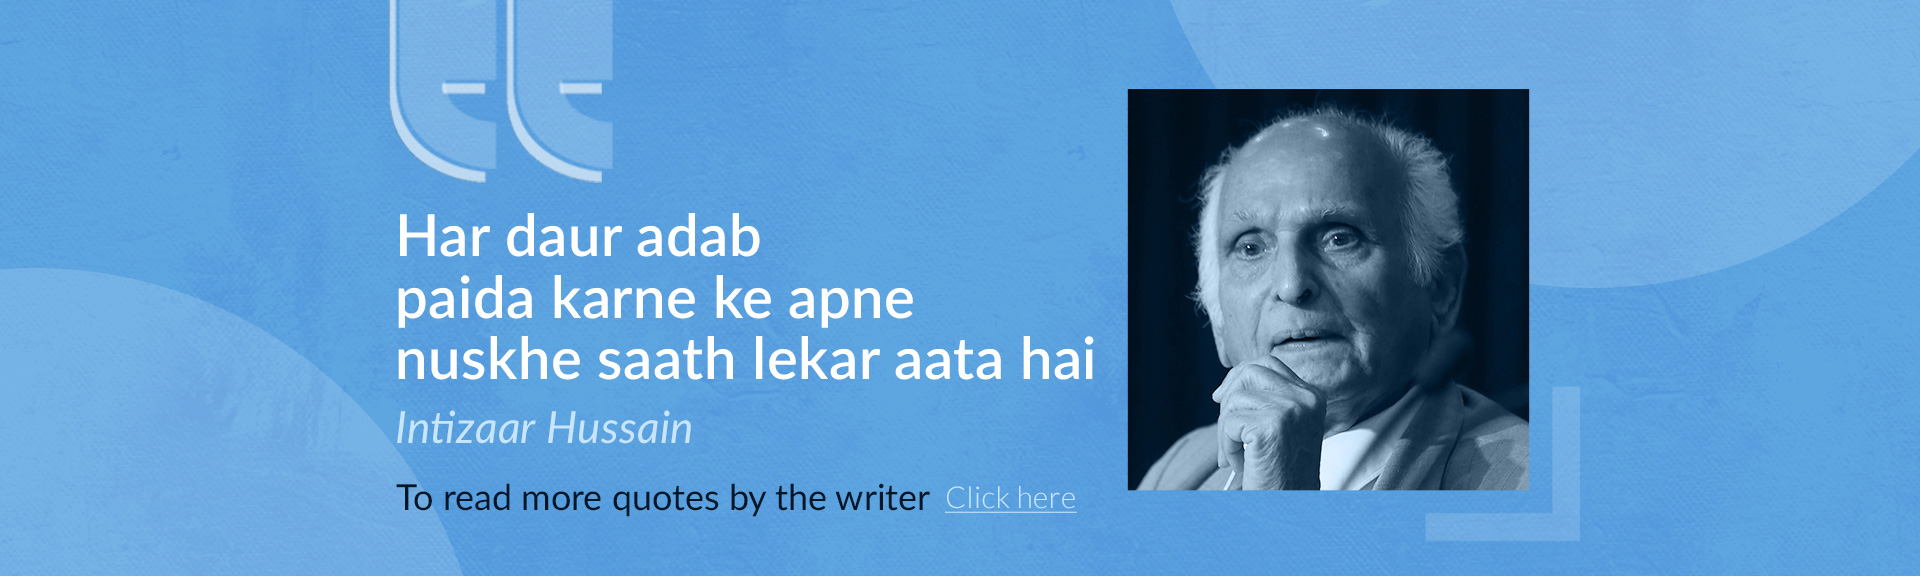 Har daur adab
paida karne ke apne
nuskhe saath lekar aata hai
Intizaar Hussain
To read more quotes by the writer Click here